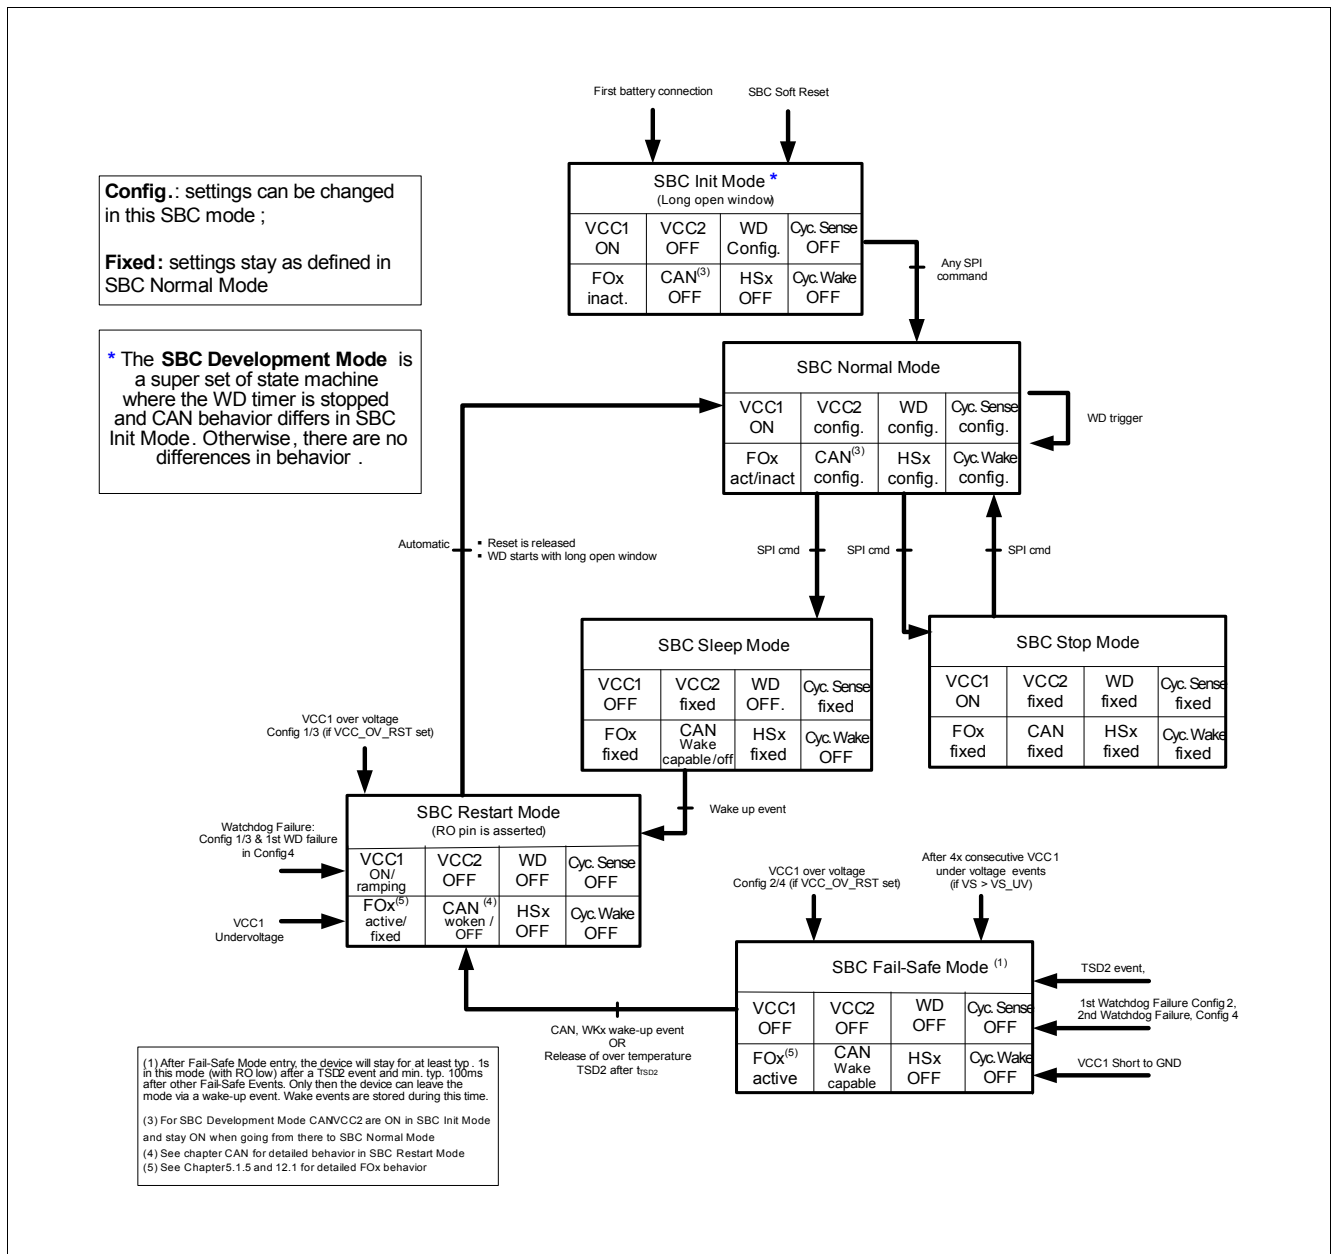 First battery connection
SBC Soft Reset
SBC Init Mode *
(Long open window)
VCC1
ON
VCC2
OFF
WD
Config.
Cyc. Sense
OFF
FOx
inact.
CAN(3)
OFF
HSx
OFF
Cyc. Wake
OFF
Any SPI
command
Config.: settings can be changed
in this SBC mode ;
Fixed: settings stay as defined in
SBC Normal Mode
* The SBC Development Mode is
a super set of state machine
where the WD timer is stopped
and CAN behavior differs in SBC
Init Mode. Otherwise, there are no
differences in behavior .
SBC Normal Mode
VCC1
ON
VCC2
config.
WD
config.
Cyc. Sense
config.
FOx
act/inact
CAN(3)
config.
HSx
config.
Cyc. Wake
config.
WD trigger
Automatic
▪ Reset is released
▪ WD starts with long open window
SPI cmd
SPI cmd
SPI cmd
SBC Sleep Mode
VCC1
OFF
VCC2
fixed
WD
OFF.
Cyc. Sense
fixed
FOx
fixed
CAN
Wake
capable/off
HSx
fixed
Cyc. Wake
OFF
SBC Stop Mode
VCC1
ON
VCC2
fixed
WD
fixed
Cyc. Sense
fixed
FOx
fixed
CAN
fixed
HSx
fixed
Cyc. Wake
fixed
VCC1 over voltage
Config 1/3 (if VCC_OV_RST set)
Wake up event
SBC Restart Mode
(RO pin is asserted)
VCC1
ON/
ramping
VCC2
OFF
WD
OFF
Cyc. Sense
OFF
FOx(5)
active/
fixed
CAN (4)
woken /
OFF
HSx
OFF
Cyc. Wake
OFF
Watchdog Failure:
Config 1/3 & 1st WD failure
in Config4
VCC1
Undervoltage
VCC1 over voltage
Config 2/4 (if VCC_OV_RST set)
After 4x consecutive VCC1
under voltage events
(if VS > VS_UV)
SBC Fail-Safe Mode (1)
VCC1
OFF
VCC2
OFF
WD
OFF
Cyc. Sense
OFF
FOx(5)
active
CAN
Wake
capable
HSx
OFF
Cyc. Wake
OFF
TSD2 event,
1st Watchdog Failure Config 2,
2nd Watchdog Failure, Config 4
VCC1 Short to GND
CAN, WKx wake-up event
OR
Release of over temperature
TSD2 after tTSD2
(1) After Fail-Safe Mode entry, the device will stay for at least typ. 1s
in this mode (with RO low) after a TSD2 event and min. typ. 100ms
after other Fail-Safe Events. Only then the device can leave the
mode via a wake-up event. Wake events are stored during this time.
(3) For SBC Development Mode CAN/VCC2 are ON in SBC Init Mode
and stay ON when going from there to SBC Normal Mode
(4) See chapter CAN for detailed behavior in SBC Restart Mode
(5) See Chapter 5.1.5 and 12.1 for detailed FOx behavior